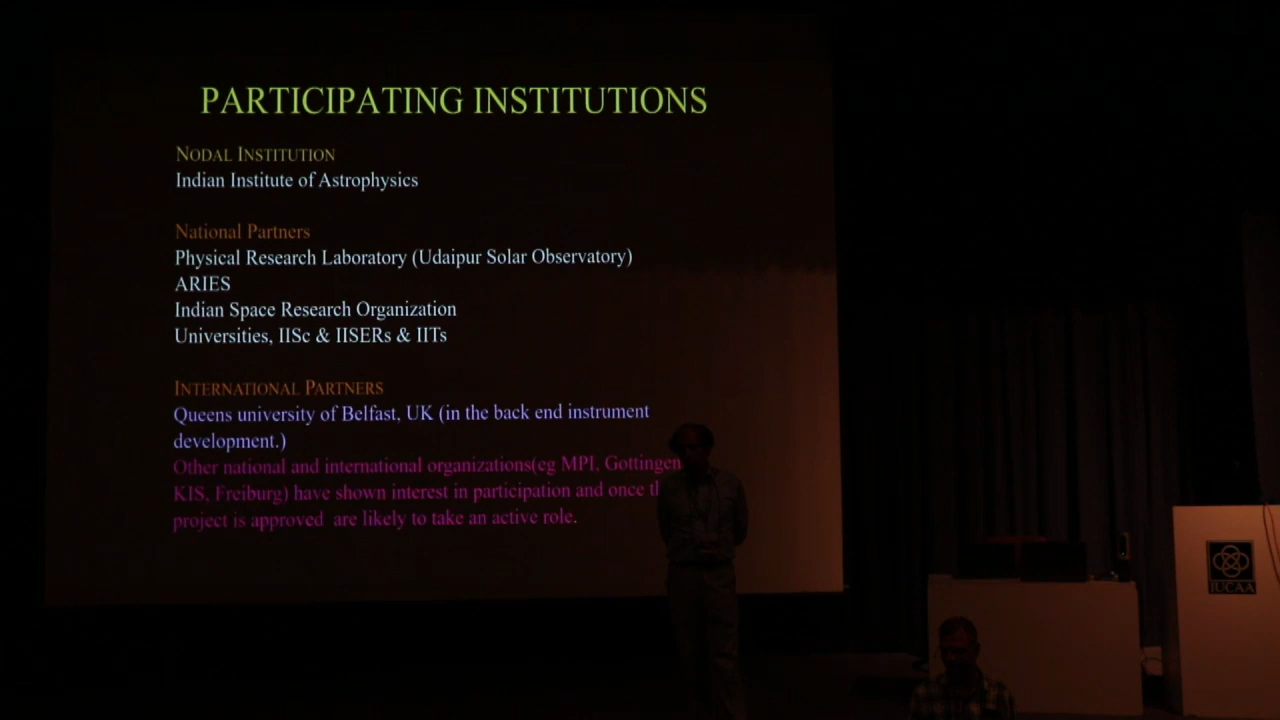 PARTICIPATING INSTITUTIONS
NODAL INSTITUTION
Indian Institute of Astrophysics
National Partners
Physical Research Laboratory (Udaipur Solar Observatory)
ARIES
Indian Space Research Organization
Universities, IISc & IISERs & IITs
INTERNATIONAL PARTNERS
Queens university of Belfast, UK (in the back end instrument
development.)
Other national and international organizations(eg MPI, Gottingen
KIS, Freiburg) have shown interest in participation and once
project is approved are likely to take an active role.
IUCAA